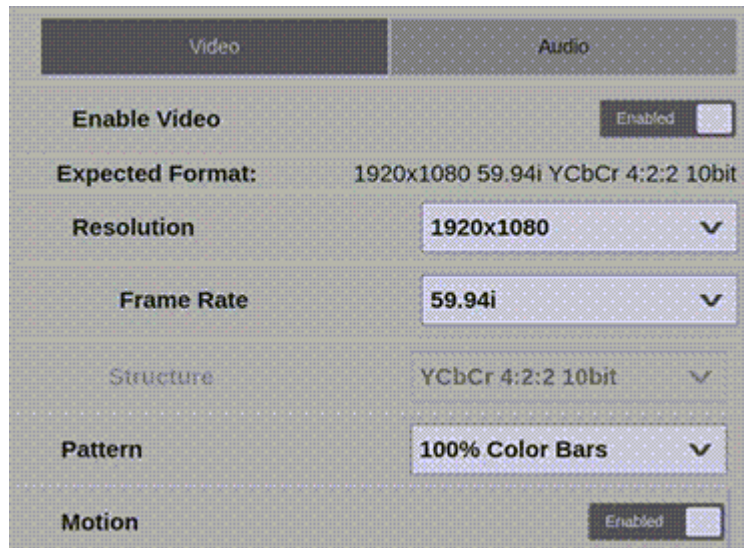 Video Audio
Enable Video Enabled
Expected Format: 1920x1080 59.94i YCbCr 4:2:2 10bit
Resolution 1920x1080
Frame Rate 59.94i
Structure YCbCr 4:2:2 10bit
Pattern 100% Color Bars
Motion Enabled